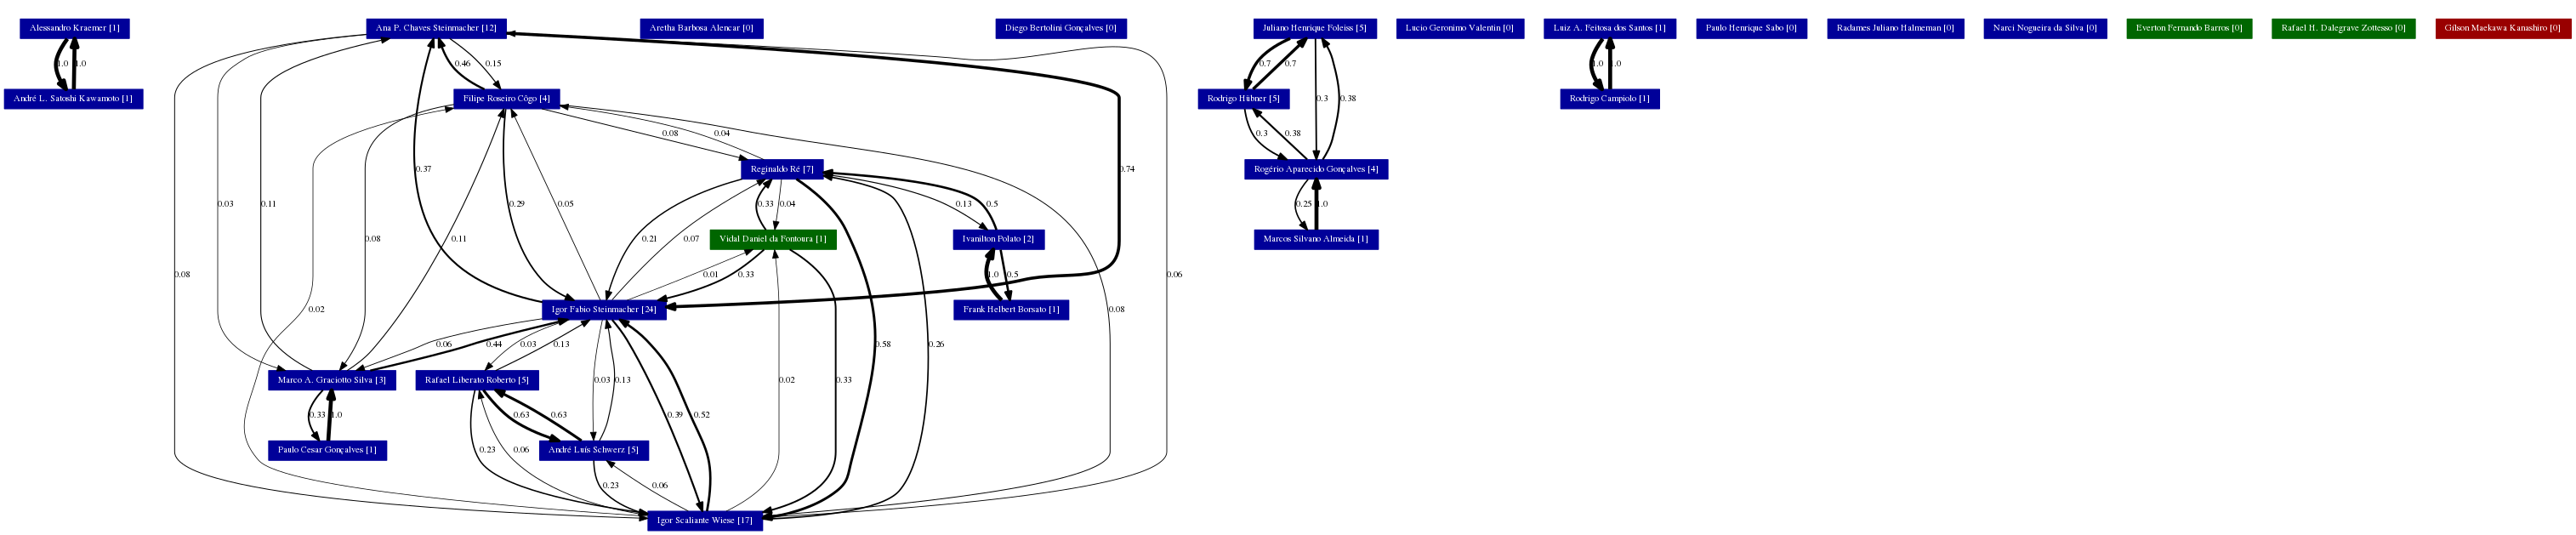 Alessandro Kraemer [1]
Ana P. Chaves Steinmacher [12]
Aretha Barbosa Alencar [0]
Diego Bertolini Gonçalves [0]
Juliano Henrique Foleiss [5]
Lucio Geronimo Valentin [0]
Luiz A. Feitosa dos Santos [1]
Paulo Henrique Sabo [0]
Radames Juliano Halmeman [0]
Narci Nogueira da Silva [0]
Everton Fernando Barros [0]
Rafael H. Dalegrave Zottesso [0]
Gilson Maekawa Kanashiro [0]
1.0
1.0
0.46
0.15
0.7
0.7
1.0
1.0
André L. Satoshi Kawamoto [1]
Filipe Roseiro Côgo [4]
Rodrigo Hübner [5]
0.3
0.38
Rodrigo Campiolo [1]
0.08
0.04
0.3
0.38
0.37
Reginaldo Ré [7]
0.74
Rogério Aparecido Gonçalves [4]
0.03
0.11
0.29
0.05
0.33
0.04
0.13
0.5
0.25
1.0
0.08
0.11
0.21
0.07
Vidal Daniel da Fontoura [1]
Ivanilton Polato [2]
Marcos Silvano Almeida [1]
0.08
0.01
0.33
1.0
0.5
0.06
0.02
Igor Fabio Steinmacher [24]
Frank Helbert Borsato [1]
0.08
0.06
0.44
0.03
0.13
0.58
0.26
Marco A. Graciotto Silva [3]
Rafael Liberato Roberto [5]
0.03
0.13
0.02
0.33
0.33
1.0
0.63
0.63
0.39
0.52
Paulo Cesar Gonçalves [1]
0.23
0.06
André Luís Schwerz [5]
0.23
0.06
Igor Scaliante Wiese [17]